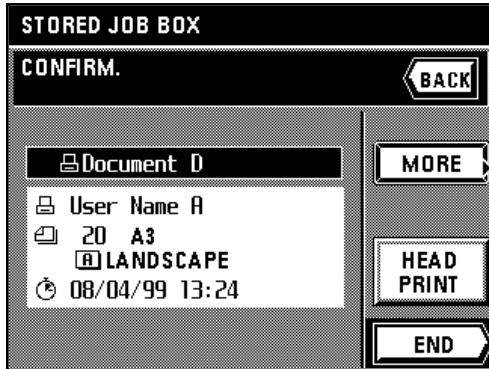 STORED JOB BOX
CONFIRM.
BACK
Document D
MORE
User Name A
20 A3
A LANDSCAPE
HEAD
PRINT
08/04/99 13:24
END